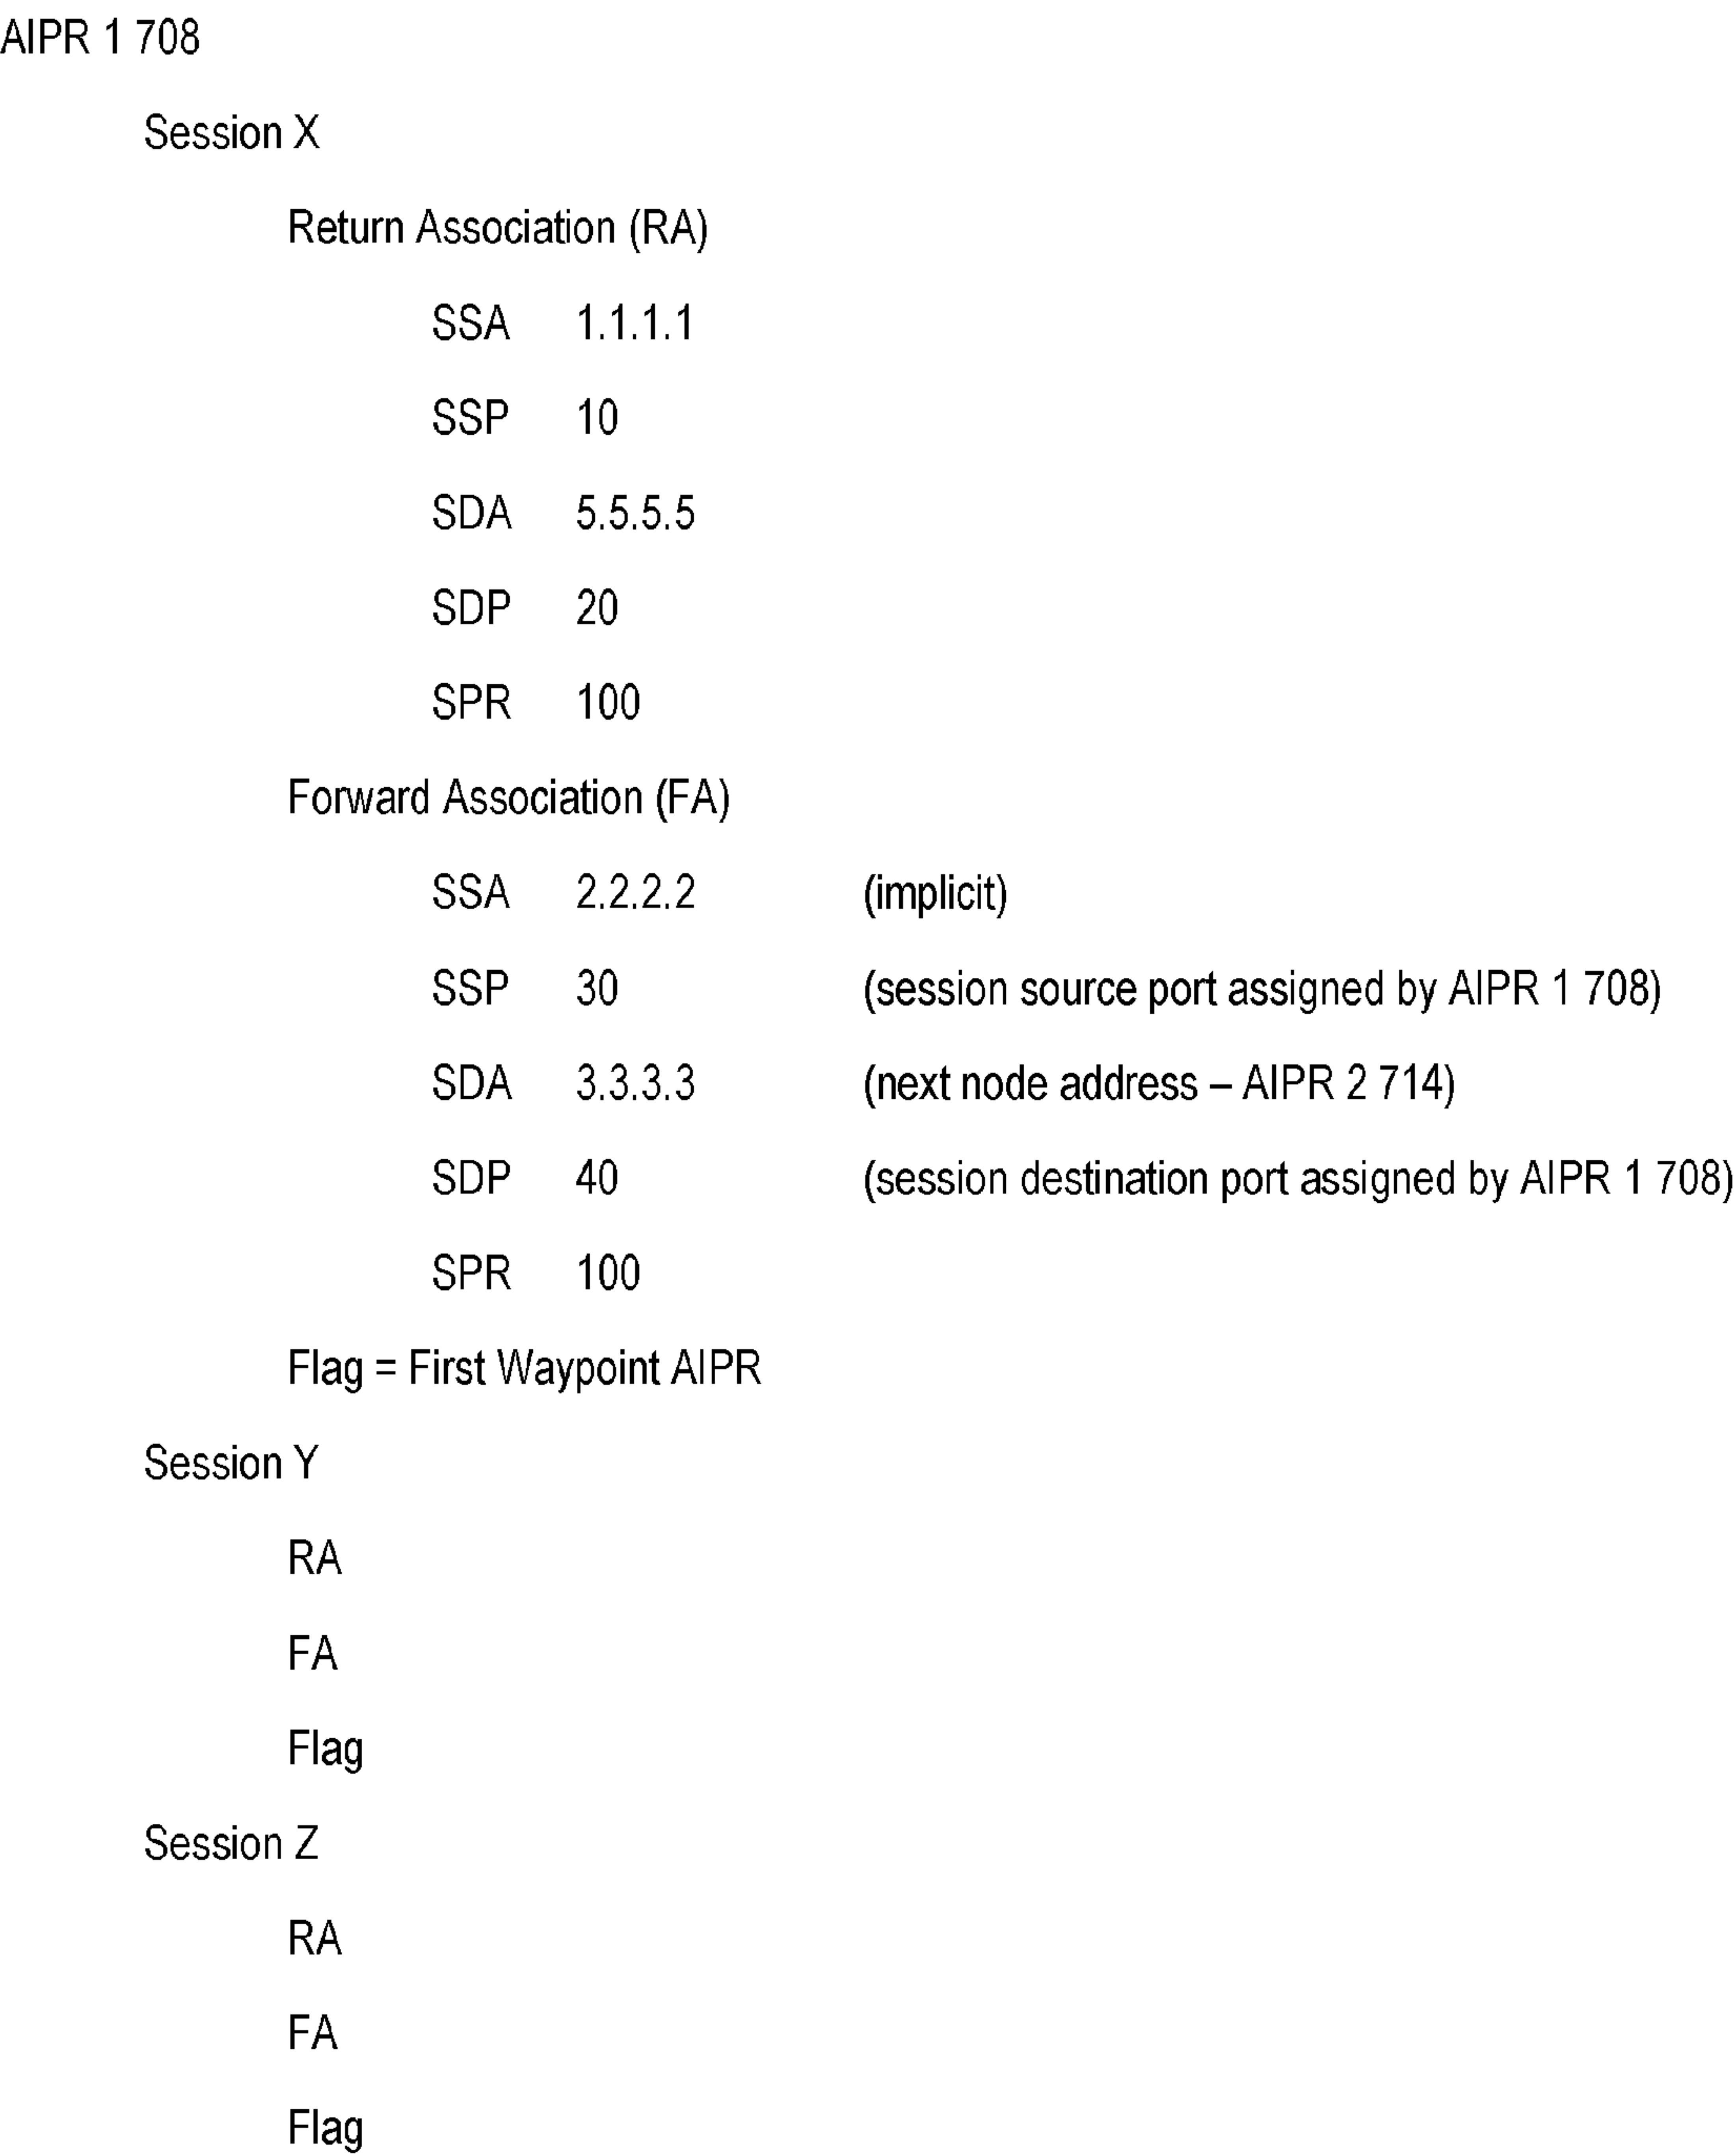 AIPR 1 708
Session X
Return Association (RA)
SSA 1.1.1.1
SSP 10
SDA 5.5.5.5
SDP 20
SPR 100
Forward Association (FA)
SSA 2.2.2.2 (implicit)
SSP 30 (session source port assigned by AIPR 1 708)
SDA 3.3.3.3 (next node address – AIPR 2 714)
SDP 40 (session destination port assigned by AIPR 1 708)
SPR 100
Flag = First Waypoint AIPR
Session Y
RA
FA
Flag
Session Z
RA
FA
Flag